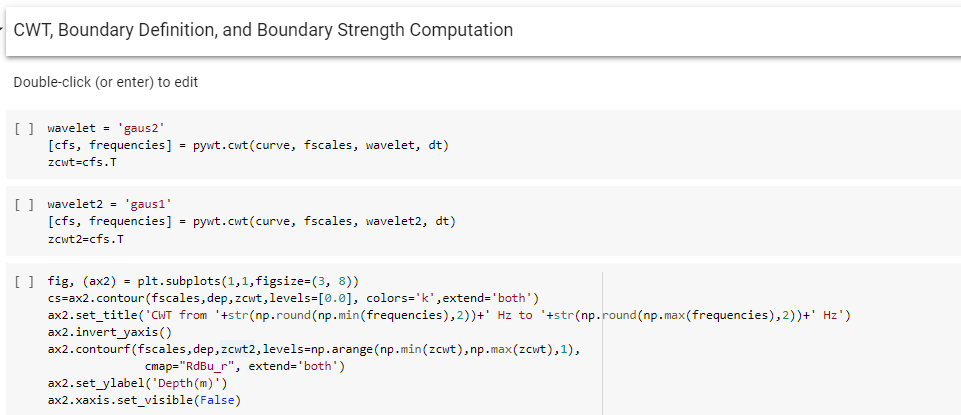 CWT, Boundary Definition, and Boundary Strength Computation
Double-click (or enter) to edit
[ ] wavelet = 'gaus2'
[cfs, frequencies] = pywt.cwt(curve, fscales, wavelet, dt)
zcwt=cfs.T
[ ] wavelet2 = 'gaus1'
[cfs, frequencies] = pywt.cwt(curve, fscales, wavelet2, dt)
zcwt2=cfs.T
[ ] fig, (ax2) = plt.subplots(1,1,figsize=(3, 8))
cs=ax2.contour(fscales,dep,zcwt,levels=[0.0], colors='k',extend='both')
ax2.set_title('CWT from '+str(np.round(np.min(frequencies),2))+' Hz to '+str(np.round(np.max(frequencies),2))+' Hz')
ax2.invert_yaxis()
ax2.contourf(fscales,dep,zcwt2,levels=np.arange(np.min(zcwt),np.max(zcwt),1),
cmap="RdBu_r", extend='both')
ax2.set_ylabel('Depth(m)')
ax2.xaxis.set_visible(False)